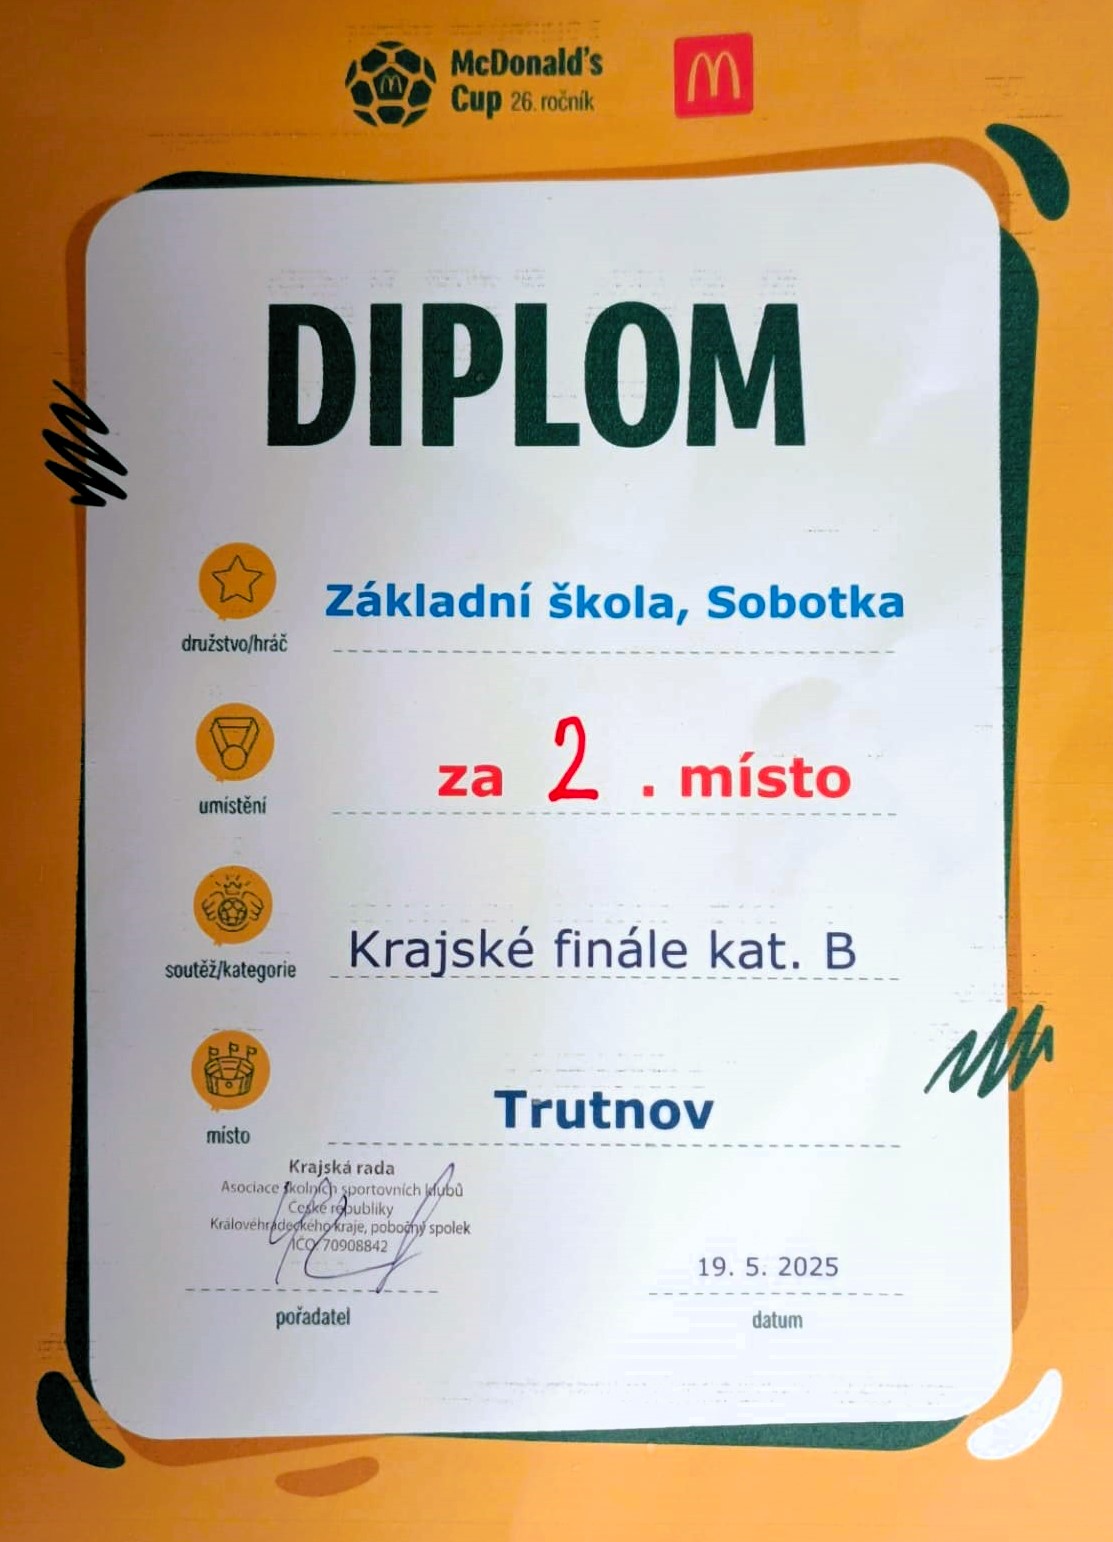 McDonald's
Cup 26. ročník
DIPLOM
družstvo/hráč
Základní škola, Sobotka
umístění
za 2 . místo
soutěž/kategorie
Krajské finále kat. B
místo
Trutnov
Krajská rada
Asociace školních sportovních klubů
České republiky
Královéhradeckého kraje, pobočný spolek
IČO: 70908842
pořadatel
19. 5. 2025
datum